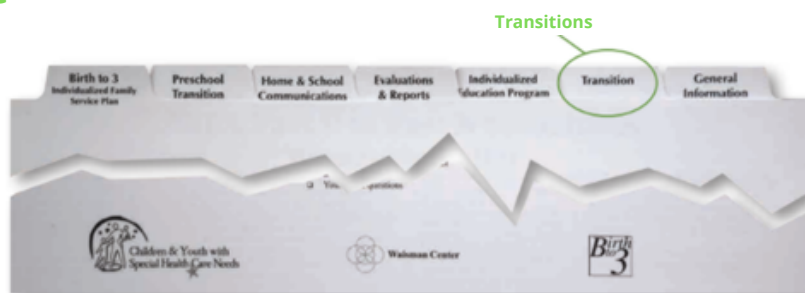 Transitions
Birth to 3
Individualized Family
Service Plan
Preschool
Transition
Home & School
Communications
Evaluations
& Reports
Individualized
Education Program
Transition
General
Information
Children & Youth with
Special Health Care Needs
Waisman Center
Birth
to
3